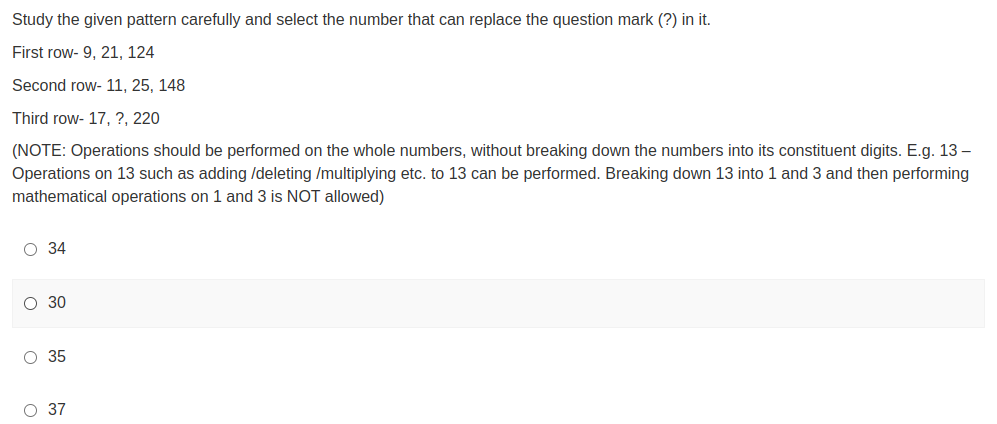 Study the given pattern carefully and select the number that can replace the question mark (?) in it.
First row- 9, 21, 124
Second row- 11, 25, 148
Third row- 17, ?, 220
(NOTE: Operations should be performed on the whole numbers, without breaking down the numbers into its constituent digits. E.g. 13 –
Operations on 13 such as adding /deleting /multiplying etc. to 13 can be performed. Breaking down 13 into 1 and 3 and then performing
mathematical operations on 1 and 3 is NOT allowed)
34
30
35
37